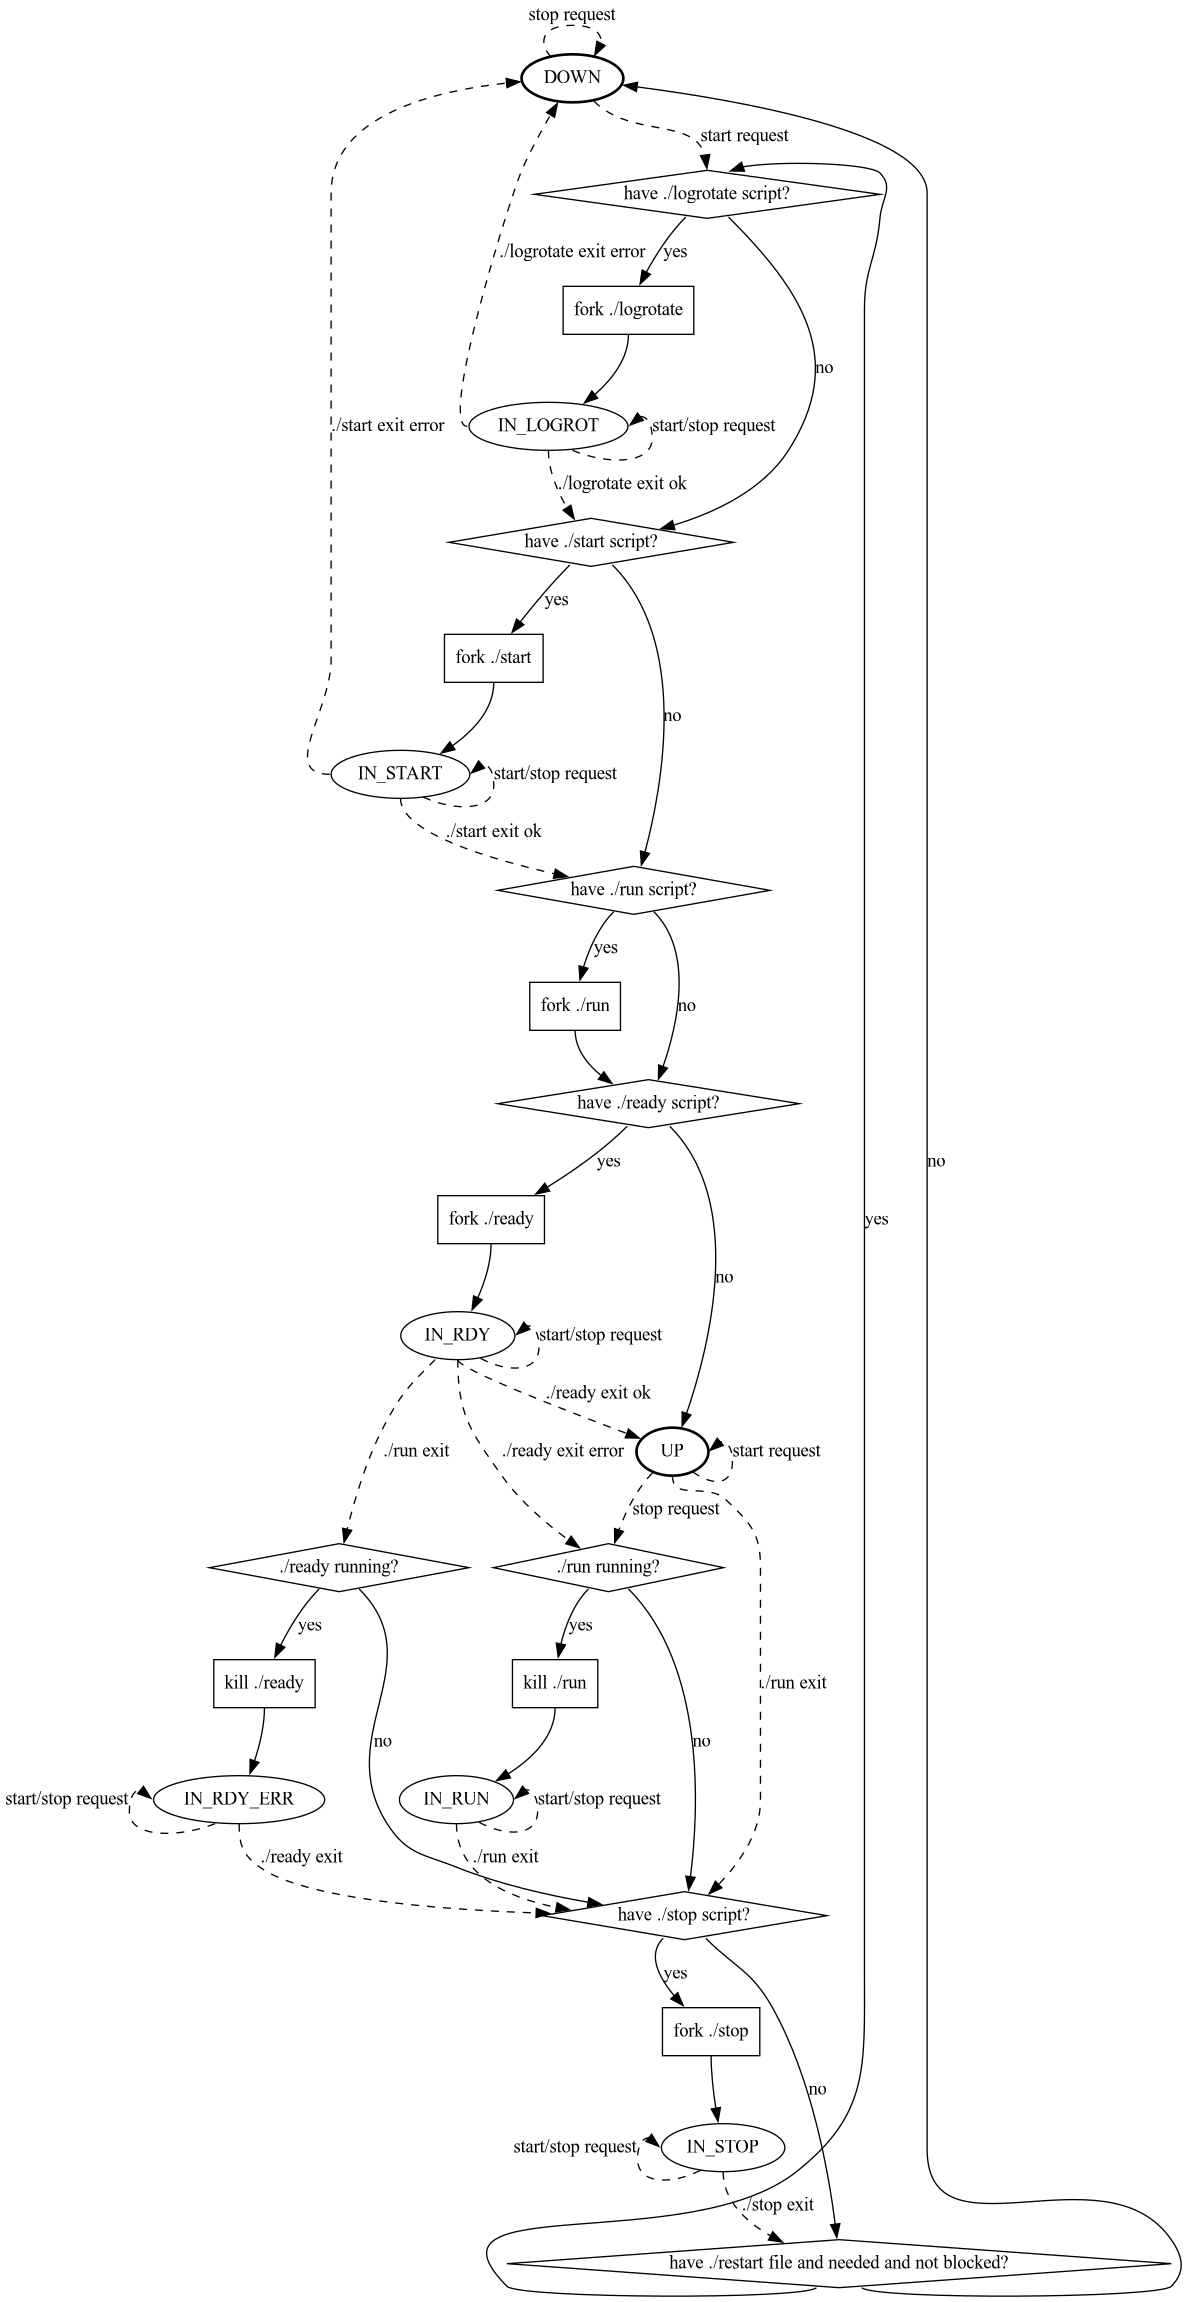 stop request
DOWN
start request
have ./logrotate script?
./logrotate exit error
yes
fork ./logrotate
no
IN_LOGROT
start/stop request
./start exit error
./logrotate exit ok
have ./start script?
yes
fork ./start
no
IN_START
start/stop request
./start exit ok
have ./run script?
yes
fork ./run
no
have ./ready script?
yes
no
fork ./ready
yes
no
IN_RDY
start/stop request
./ready exit ok
./run exit
./ready exit error
UP
start request
stop request
./ready running?
./run running?
yes
yes
kill ./ready
kill ./run
./run exit
no
no
start/stop request
IN_RDY_ERR
IN_RUN
start/stop request
./ready exit
./run exit
have ./stop script?
yes
fork ./stop
no
start/stop request
IN_STOP
./stop exit
have ./restart file and needed and not blocked?